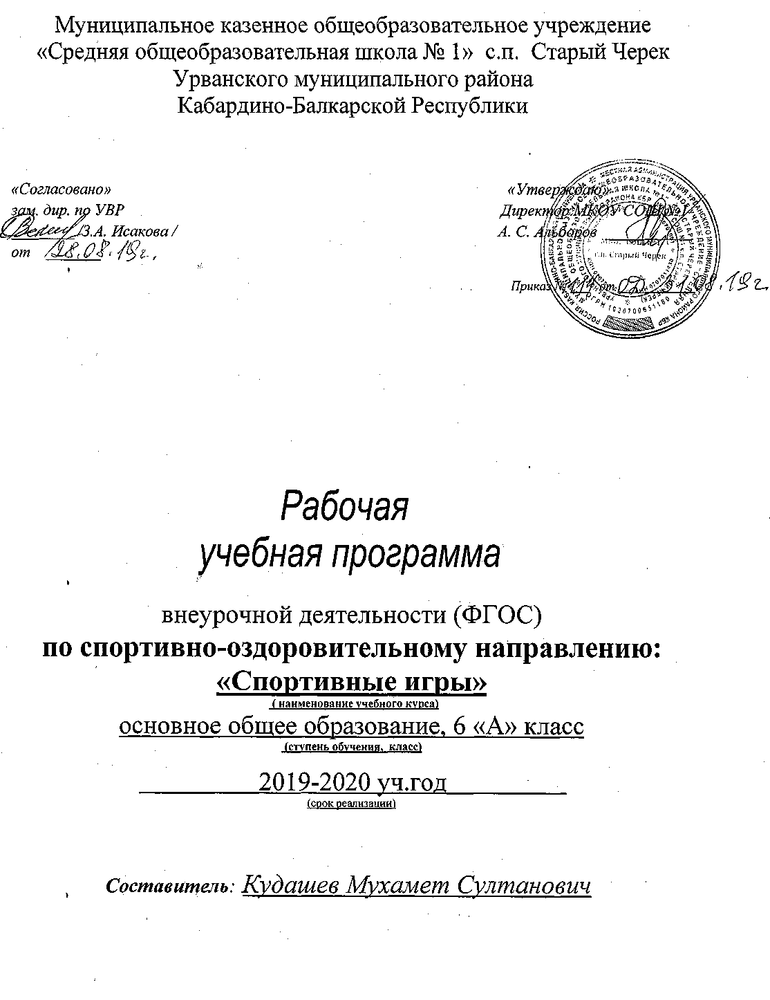 Муниципальное казенное общеобразовательное учреждение
«Средняя общеобразовательная школа № 1» с.п. Старый Черек
Урванского муниципального района
Кабардино-Балкарской Республики
«Согласовано»
зам. дир. по УВР
/З.А. Исакова /
от 28.08.19г.
«Утверждаю»
Директор МКОУ СОШ №1
А. С. Альборов
с.п. Старый Черек
Приказ № от 08.19г.
ОГРН 1020700651180
Рабочая
учебная программа
внеурочной деятельности (ФГОС)
по спортивно-оздоровительному направлению:
«Спортивные игры»
( наименование учебного курса)
основное общее образование, 6 «А» класс
(ступень обучения, класс)
2019-2020 уч.год
(срок реализации)
Составитель: Кудашев Мухамет Султанович